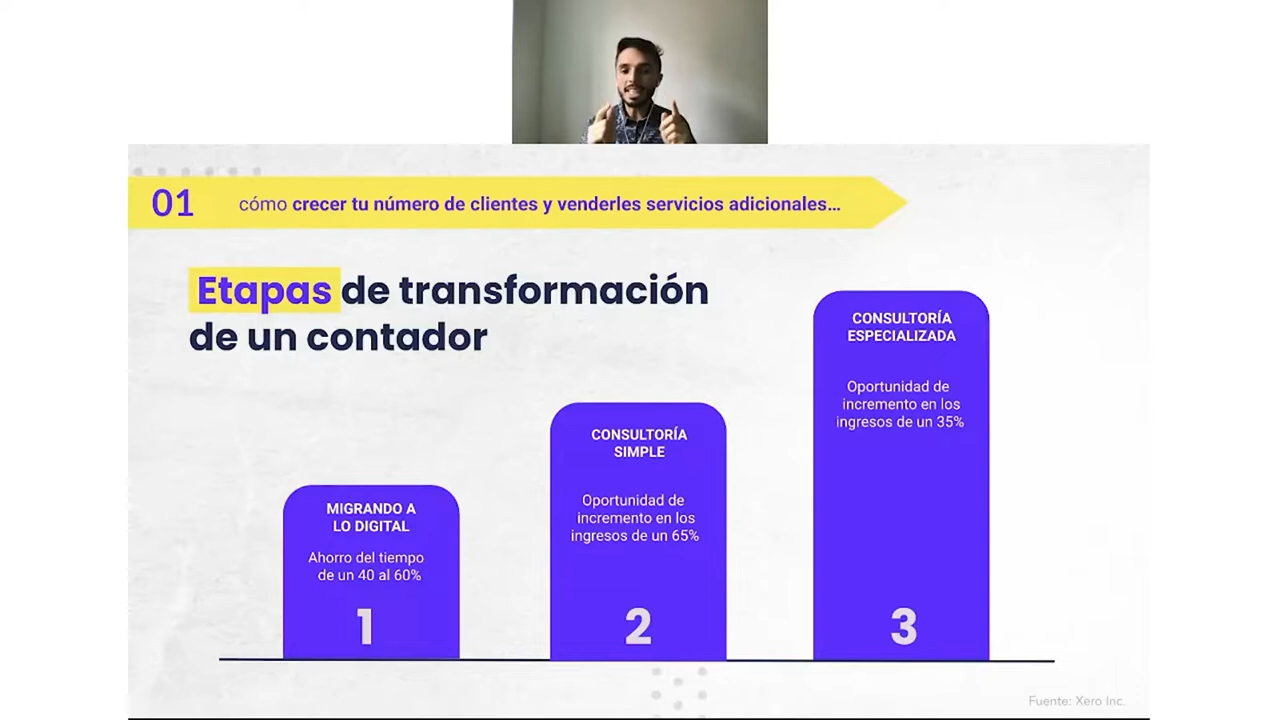 01
cómo crecer tu número de clientes y venderles servicios adicionales...
Etapas de transformación
de un contador
MIGRANDO A
LO DIGITAL
Ahorro del tiempo
de un 40 al 60%
1
CONSULTORÍA
SIMPLE
Oportunidad de
incremento en los
ingresos de un 65%
2
CONSULTORÍA
ESPECIALIZADA
Oportunidad de
incremento en los
ingresos de un 35%
3
Fuente: Xero Inc.